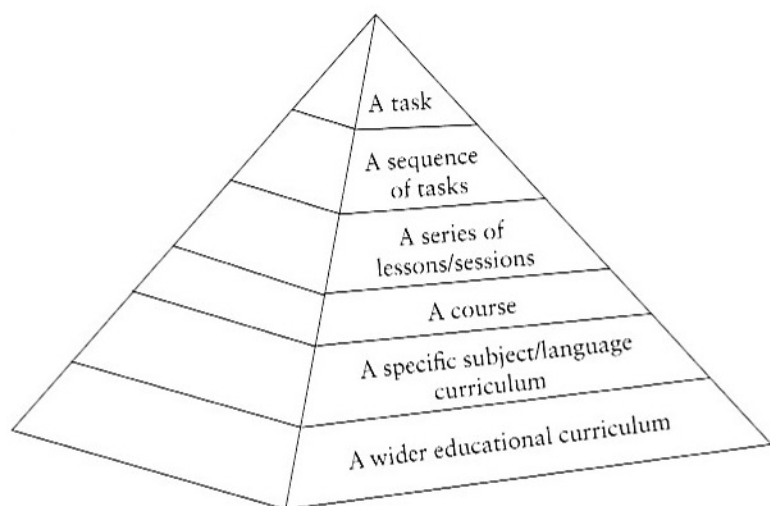 A task
A sequence
of tasks
A series of
lessons/sessions
A course
A specific subject/language
curriculum
A wider educational curriculum